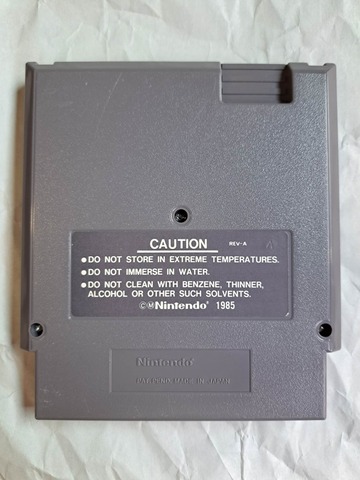 CAUTION REV-A A
●DO NOT STORE IN EXTREME TEMPERATURES.
●DO NOT IMMERSE IN WATER.
●DO NOT CLEAN WITH BENZENE, THINNER,
ALCOHOL OR OTHER SUCH SOLVENTS.
©Ⓜ Nintendo® 1985
Nintendo®
PAT. PEND. MADE IN JAPAN